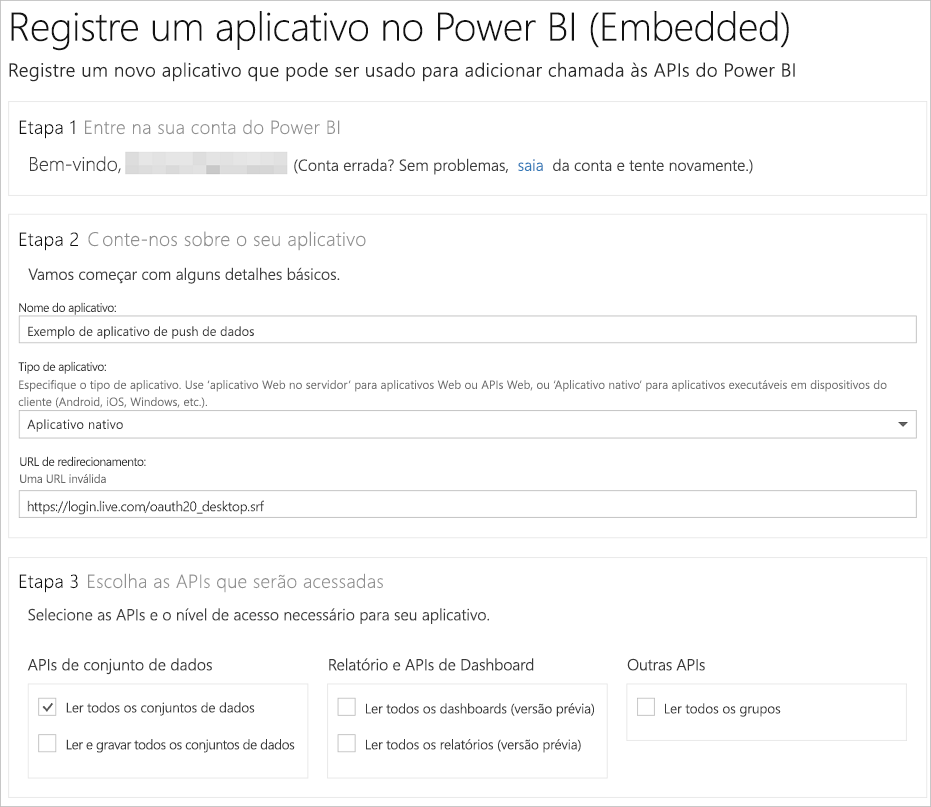 Registre um aplicativo no Power BI (Embedded)
Registre um novo aplicativo que pode ser usado para adicionar chamada às APIs do Power BI
Etapa 1 Entre na sua conta do Power BI
Bem-vindo, (Conta errada? Sem problemas, saia da conta e tente novamente.)
Etapa 2 Conte-nos sobre o seu aplicativo
Vamos começar com alguns detalhes básicos.
Nome do aplicativo:
Exemplo de aplicativo de push de dados
Tipo de aplicativo:
Especifique o tipo de aplicativo. Use 'aplicativo Web no servidor' para aplicativos Web ou APIs Web, ou 'Aplicativo nativo' para aplicativos executáveis em dispositivos do
cliente (Android, iOS, Windows, etc.).
Aplicativo nativo
URL de redirecionamento:
Uma URL inválida
https://login.live.com/oauth20_desktop.srf
Etapa 3 Escolha as APIs que serão acessadas
Selecione as APIs e o nível de acesso necessário para seu aplicativo.
APIs de conjunto de dados
Ler todos os conjuntos de dados
Ler e gravar todos os conjuntos de dados
Relatório e APIs de Dashboard
Ler todos os dashboards (versão prévia)
Ler todos os relatórios (versão prévia)
Outras APIs
Ler todos os grupos